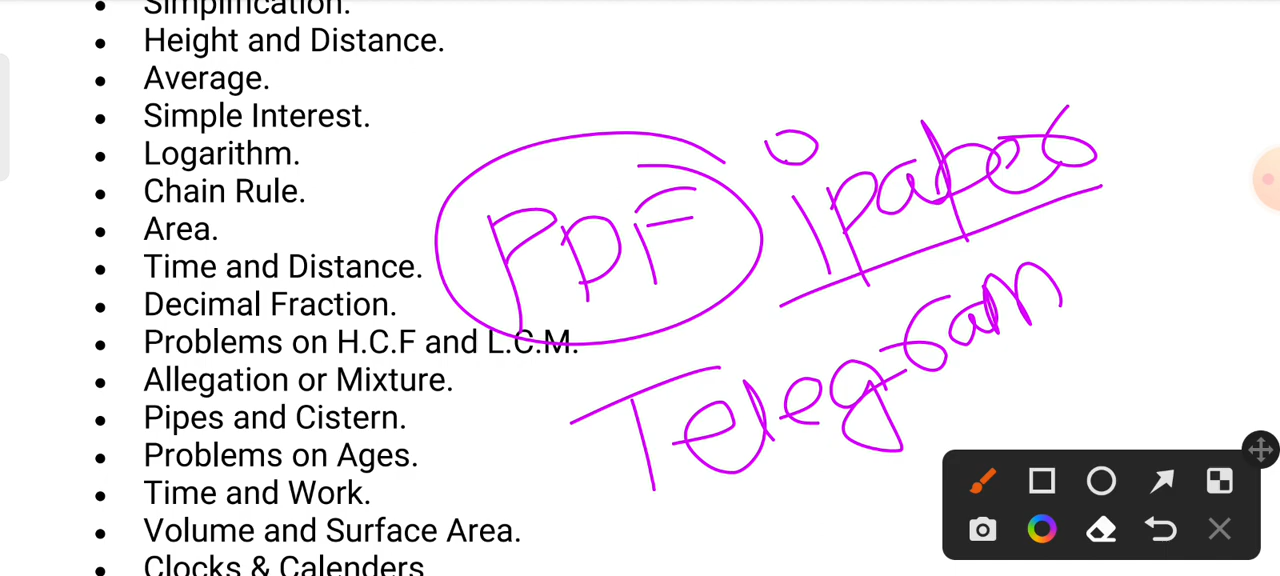 Simplification.
Height and Distance.
Average.
Simple Interest.
Logarithm.
Chain Rule.
Area.
Time and Distance.
Decimal Fraction.
Problems on H.C.F and L.C.M.
Allegation or Mixture.
Pipes and Cistern.
Problems on Ages.
Time and Work.
Volume and Surface Area.
Clocks & Calenders
PDF
Telegram